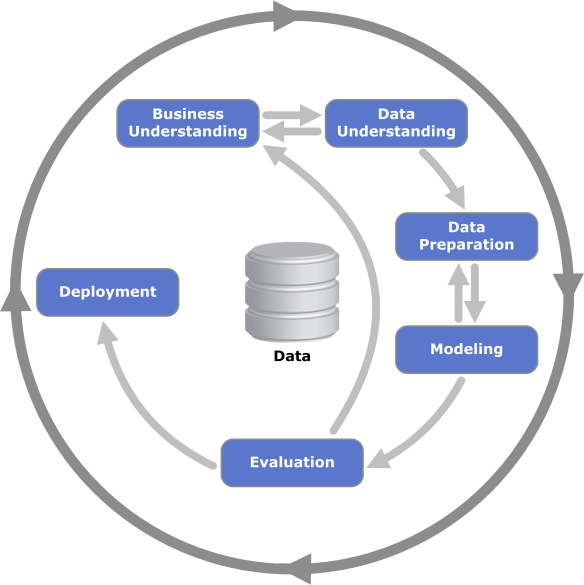 Business
Understanding
Data
Understanding
Data
Preparation
Deployment
Modeling
Data
Evaluation